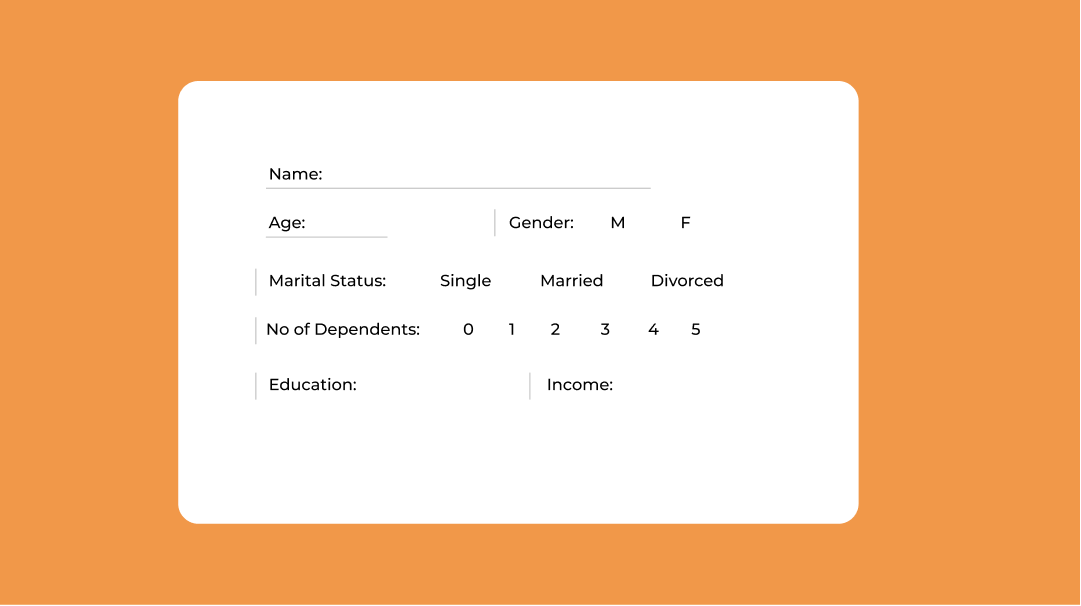 Name:
Age: Gender: M F
Marital Status: Single Married Divorced
No of Dependents: 0 1 2 3 4 5
Education: Income: